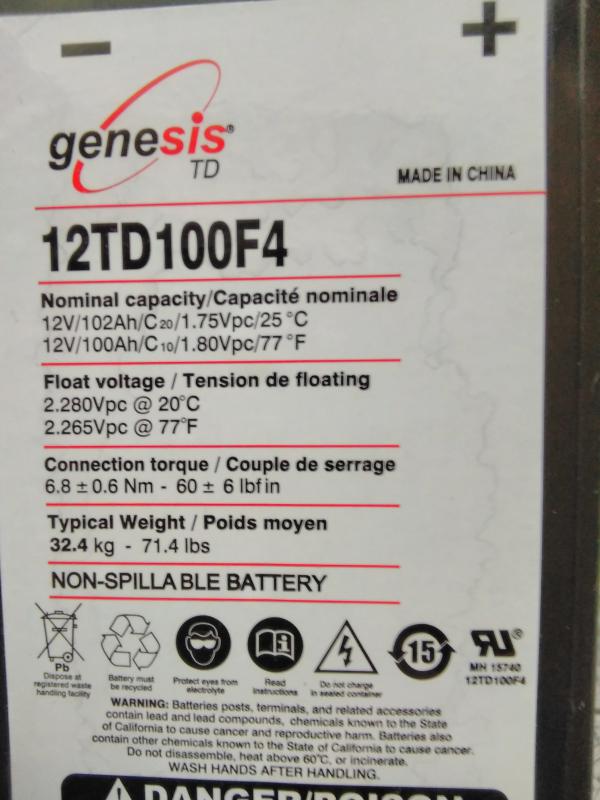 − +
genesis®
TD
MADE IN CHINA
12TD100F4
Nominal capacity/Capacité nominale
12V/102Ah/C20/1.75Vpc/25°C
12V/100Ah/C10/1.80Vpc/77°F
Float voltage / Tension de floating
2.280Vpc @ 20°C
2.265Vpc @ 77°F
Connection torque / Couple de serrage
6.8 ± 0.6 Nm - 60 ± 6 lbf in
Typical Weight / Poids moyen
32.4 kg - 71.4 lbs
NON-SPILLABLE BATTERY
Pb
Dispose at
registered waste
handling facility
Battery must
be recycled
Protect eyes from
electrolyte
Read
instructions
Do not charge
in sealed container
15
RU®
MH 15740
12TD100F4
WARNING: Batteries posts, terminals, and related accessories
contain lead and lead compounds, chemicals known to the State
of California to cause cancer and reproductive harm. Batteries also
contain other chemicals known to the State of California to cause cancer.
Do not disassemble, heat above 60°C, or incinerate.
WASH HANDS AFTER HANDLING.
DANGER/POISON